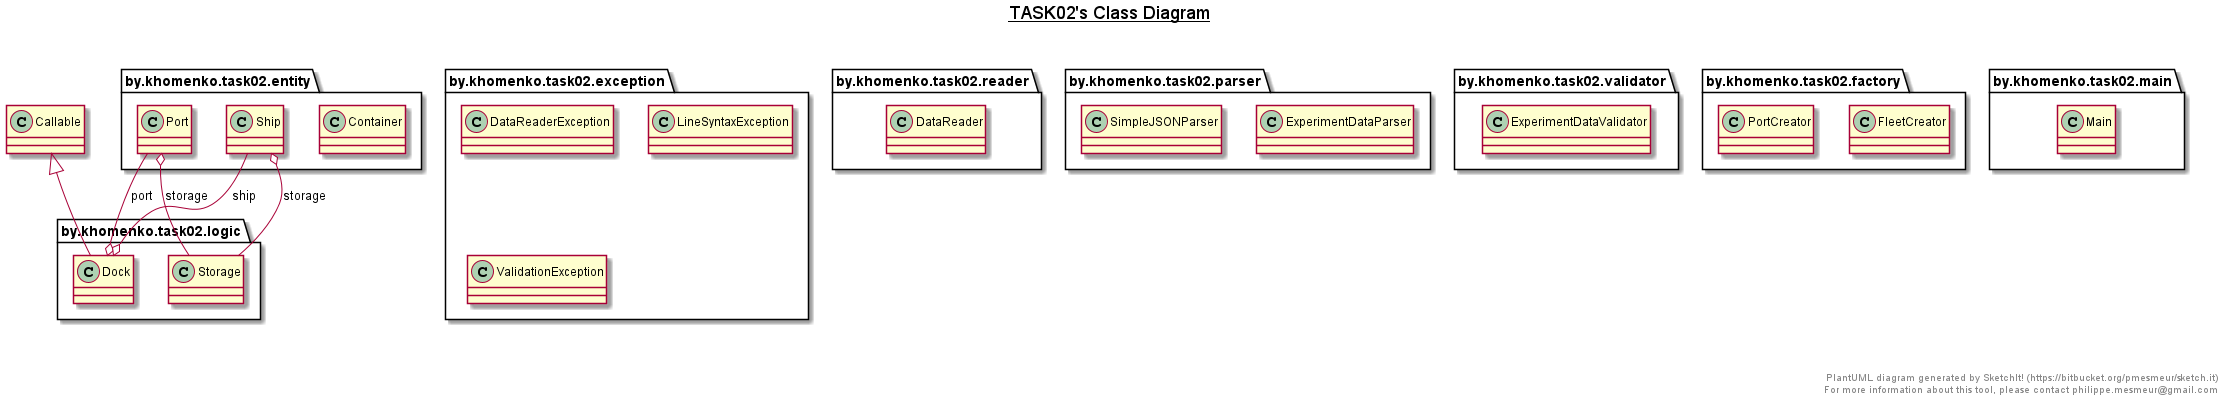 TASK02's Class Diagram
by.khomenko.task02.entity
by.khomenko.task02.exception
by.khomenko.task02.reader
by.khomenko.task02.parser
by.khomenko.task02.validator
by.khomenko.task02.factory
by.khomenko.task02.main
C Callable
C Port
C Ship
C Container
C DataReaderException
C LineSyntaxException
C DataReader
C SimpleJSONParser
C ExperimentDataParser
C ExperimentDataValidator
C PortCreator
C FleetCreator
C Main
port
storage
ship
storage
by.khomenko.task02.logic
C Dock
C Storage
C ValidationException
PlantUML diagram generated by SketchIt! (https://bitbucket.org/pmesmeur/sketch.it)
For more information about this tool, please contact philippe.mesmeur@gmail.com